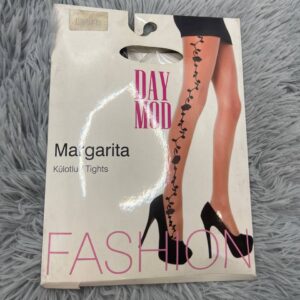 DAY
MOD
Margarita
Külotlu Tights
FASHION